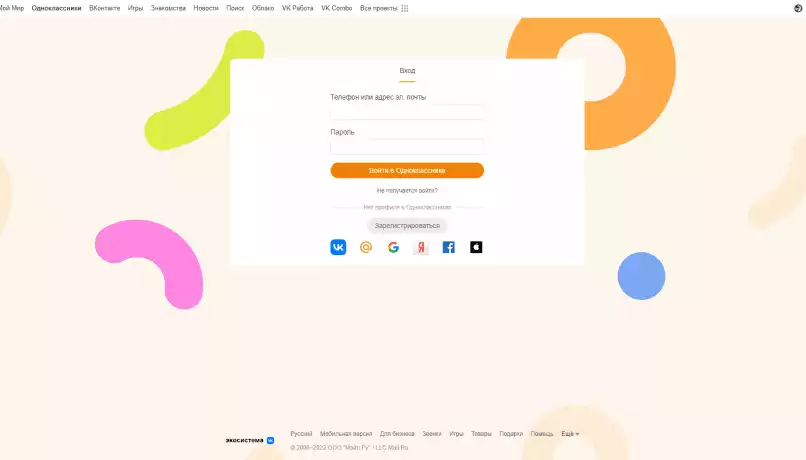 Мой Мир Одноклассники ВКонтакте Игры Знакомства Новости Поиск Облако VK Работа VK Combo Все проекты
Вход
Телефон или адрес эл. почты
Пароль
Войти в Одноклассники
Не получается войти?
Нет профиля в Одноклассниках
Зарегистрироваться
экосистема
Русский Мобильная версия Для бизнеса Звонки Игры Товары Подарки Помощь Ещё
© 2006–2022 ООО "Мэйл.Ру" · LLC Mail.Ru